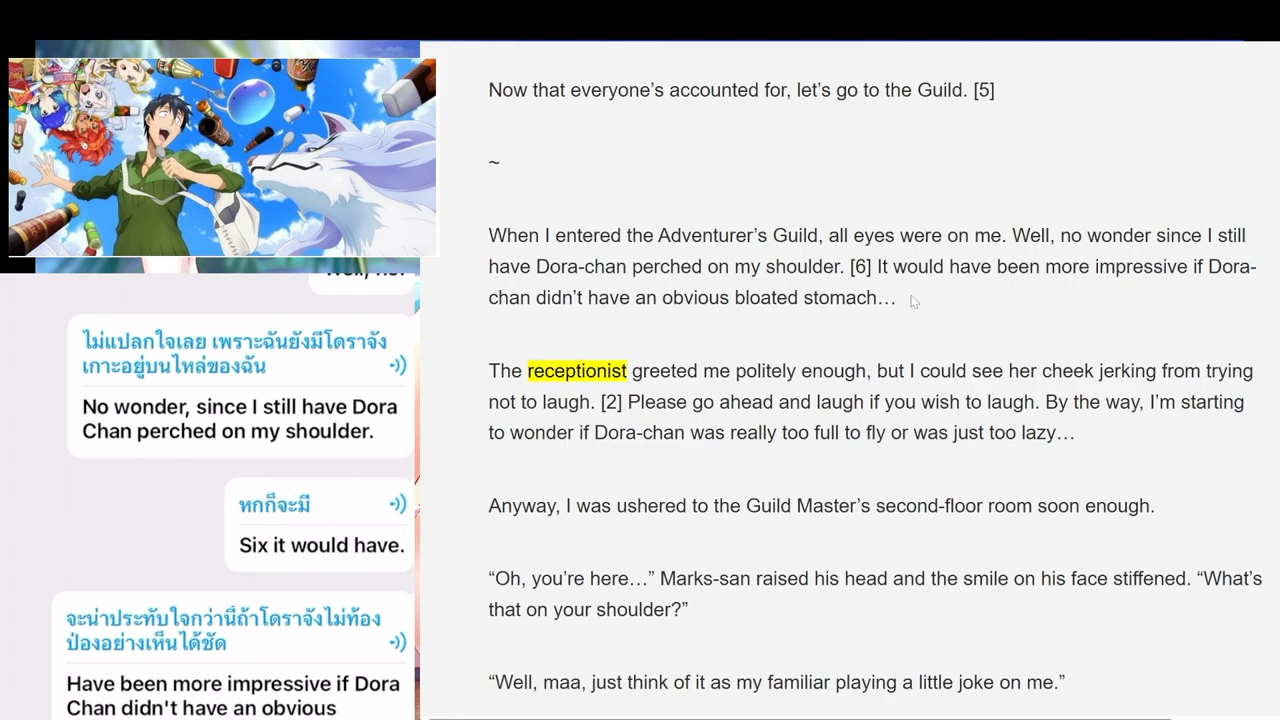 ไม่แปลกใจเลย เพราะฉันยังมีโดราจัง
เกาะอยู่บนไหล่ของฉัน
No wonder, since I still have Dora
Chan perched on my shoulder.
หกก็จะมี
Six it would have.
จะน่าประทับใจกว่านี้ถ้าโดราจังไม่ท้อง
ป่องอย่างเห็นได้ชัด
Have been more impressive if Dora
Chan didn't have an obvious
Now that everyone’s accounted for, let’s go to the Guild. [5]
~
When I entered the Adventurer’s Guild, all eyes were on me. Well, no wonder since I still
have Dora-chan perched on my shoulder. [6] It would have been more impressive if Dora-
chan didn’t have an obvious bloated stomach…
The receptionist greeted me politely enough, but I could see her cheek jerking from trying
not to laugh. [2] Please go ahead and laugh if you wish to laugh. By the way, I’m starting
to wonder if Dora-chan was really too full to fly or was just too lazy…
Anyway, I was ushered to the Guild Master’s second-floor room soon enough.
“Oh, you’re here…” Marks-san raised his head and the smile on his face stiffened. “What’s
that on your shoulder?”
“Well, maa, just think of it as my familiar playing a little joke on me.”